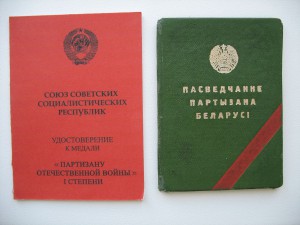 СОЮЗ СОВЕТСКИХ
СОЦИАЛИСТИЧЕСКИХ
РЕСПУБЛИК
УДОСТОВЕРЕНИЕ
К МЕДАЛИ
«ПАРТИЗАНУ
ОТЕЧЕСТВЕННОЙ ВОЙНЫ»
I СТЕПЕНИ
ПАСВЕДЧАННЕ
ПАРТЫЗАНА
БЕЛАРУСІ